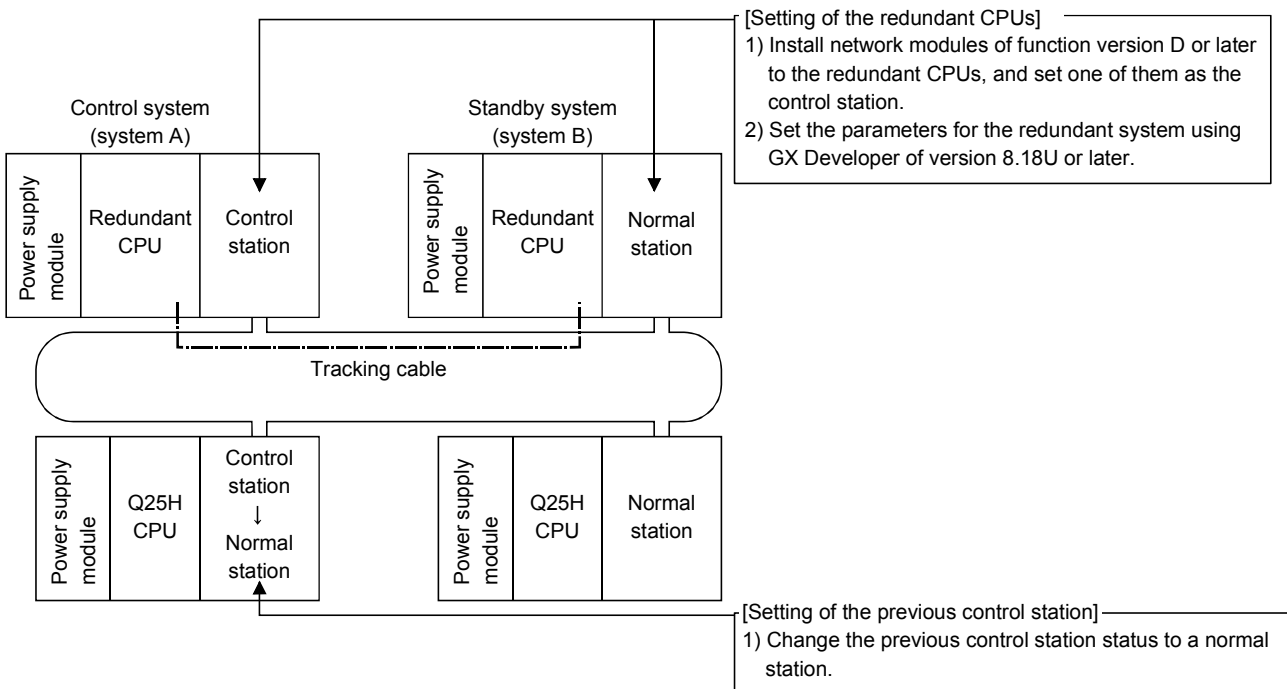 [Setting of the redundant CPUs]
1) Install network modules of function version D or later
to the redundant CPUs, and set one of them as the
control station.
2) Set the parameters for the redundant system using
GX Developer of version 8.18U or later.
Control system
(system A)
Standby system
(system B)
Power supply
module
Redundant
CPU
Control
station
Power supply
module
Redundant
CPU
Normal
station
Tracking cable
Power supply
module
Q25H
CPU
Control
station
↓
Normal
station
Power supply
module
Q25H
CPU
Normal
station
[Setting of the previous control station]
1) Change the previous control station status to a normal
station.